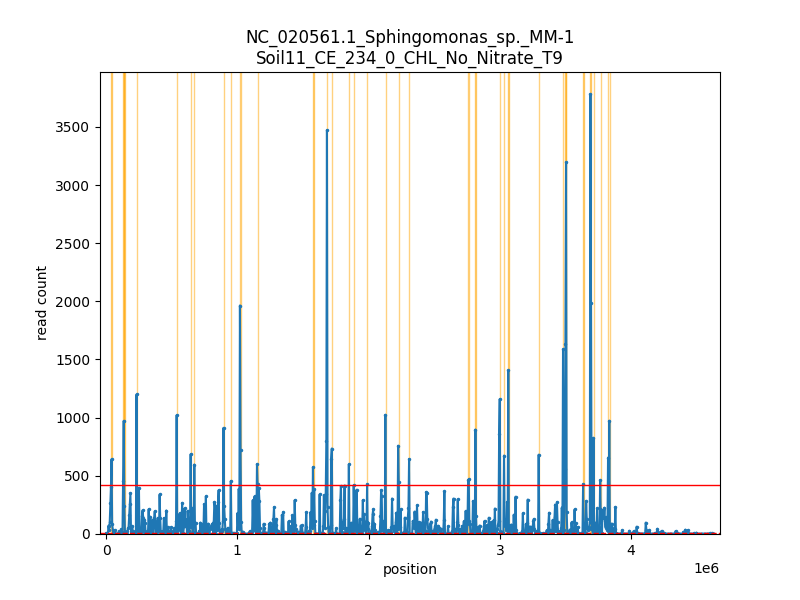 NC_020561.1_Sphingomonas_sp._MM-1
Soil11_CE_234_0_CHL_No_Nitrate_T9
3500
3000
2500
2000
1500
1000
500
0
read count
0
1
2
3
4
1e6
position